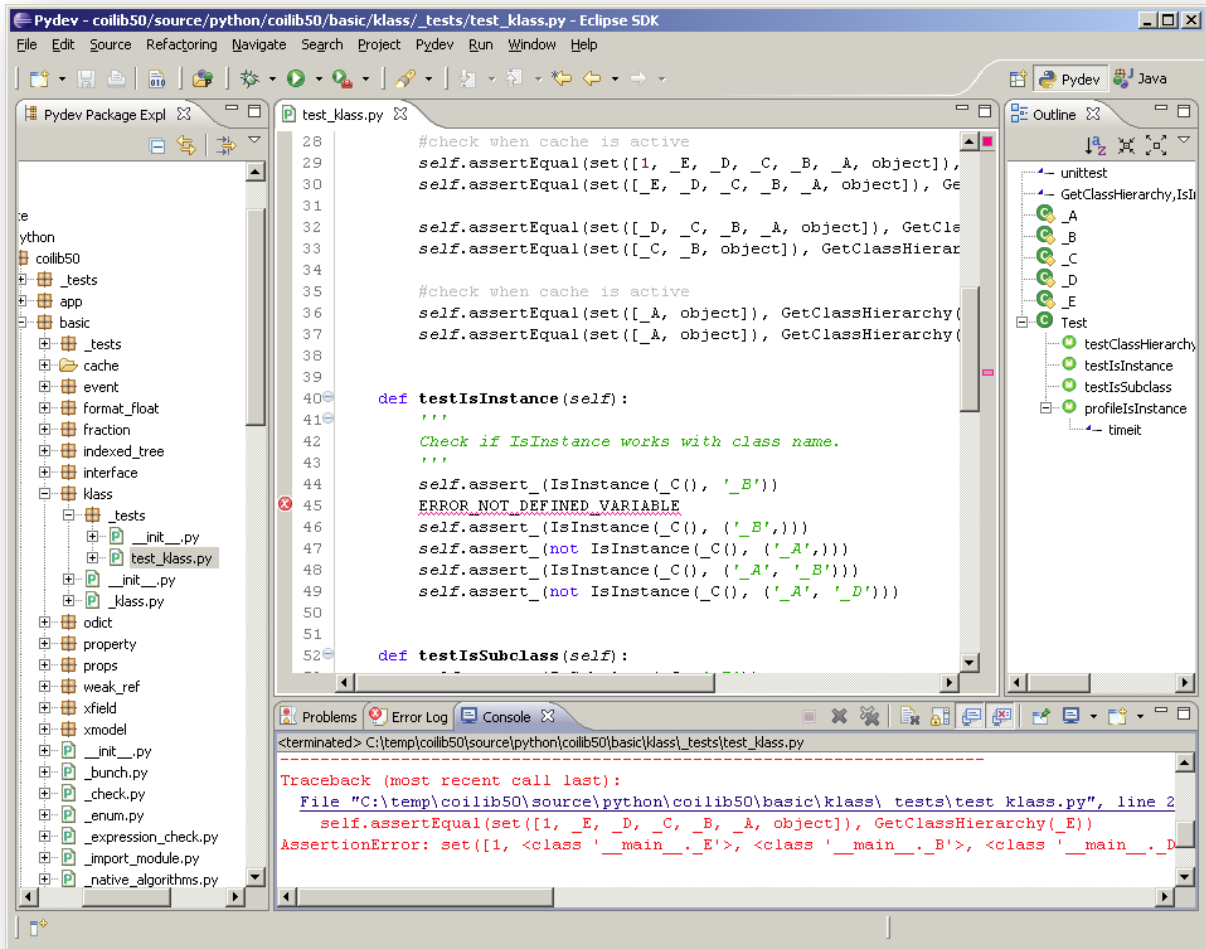 Pydev - coilib50/source/python/coilib50/basic/klass/_tests/test_klass.py - Eclipse SDK
File Edit Source Refactoring Navigate Search Project Pydev Run Window Help
Pydev Java
Pydev Package Expl
ython
coilib50
_tests
app
basic
_tests
cache
event
format_float
fraction
indexed_tree
interface
klass
_tests
__init__.py
test_klass.py
__init__.py
_klass.py
odict
property
props
weak_ref
xfield
xmodel
__init__.py
_bunch.py
_check.py
_enum.py
_expression_check.py
_import_module.py
_native_algorithms.py
test_klass.py
28 #check when cache is active
29 self.assertEqual(set([1, _E, _D, _C, _B, _A, object]),
30 self.assertEqual(set([_E, _D, _C, _B, _A, object]), Ge
31
32 self.assertEqual(set([_D, _C, _B, _A, object]), GetCla
33 self.assertEqual(set([_C, _B, object]), GetClassHierar
34
35 #check when cache is active
36 self.assertEqual(set([_A, object]), GetClassHierarchy(
37 self.assertEqual(set([_A, object]), GetClassHierarchy(
38
39
40 def testIsInstance(self):
41 '''
42 Check if IsInstance works with class name.
43 '''
44 self.assert_(IsInstance(_C(), '_B'))
45 ERROR_NOT_DEFINED_VARIABLE
46 self.assert_(IsInstance(_C(), ('_B',)))
47 self.assert_(not IsInstance(_C(), ('_A',)))
48 self.assert_(IsInstance(_C(), ('_A', '_B')))
49 self.assert_(not IsInstance(_C(), ('_A', '_D')))
50
51
52 def testIsSubclass(self):
Outline
unittest
GetClassHierarchy,IsI
_A
_B
_C
_D
_E
Test
testClassHierarchy
testIsInstance
testIsSubclass
profileIsInstance
timeit
Problems Error Log Console
<terminated> C:\temp\coilib50\source\python\coilib50\basic\klass\_tests\test_klass.py
----------------------------------------------------------------------
Traceback (most recent call last):
File "C:\temp\coilib50\source\python\coilib50\basic\klass\_tests\test_klass.py", line 2
self.assertEqual(set([1, _E, _D, _C, _B, _A, object]), GetClassHierarchy(_E))
AssertionError: set([1, <class '__main__._E'>, <class '__main__._B'>, <class '__main__._D